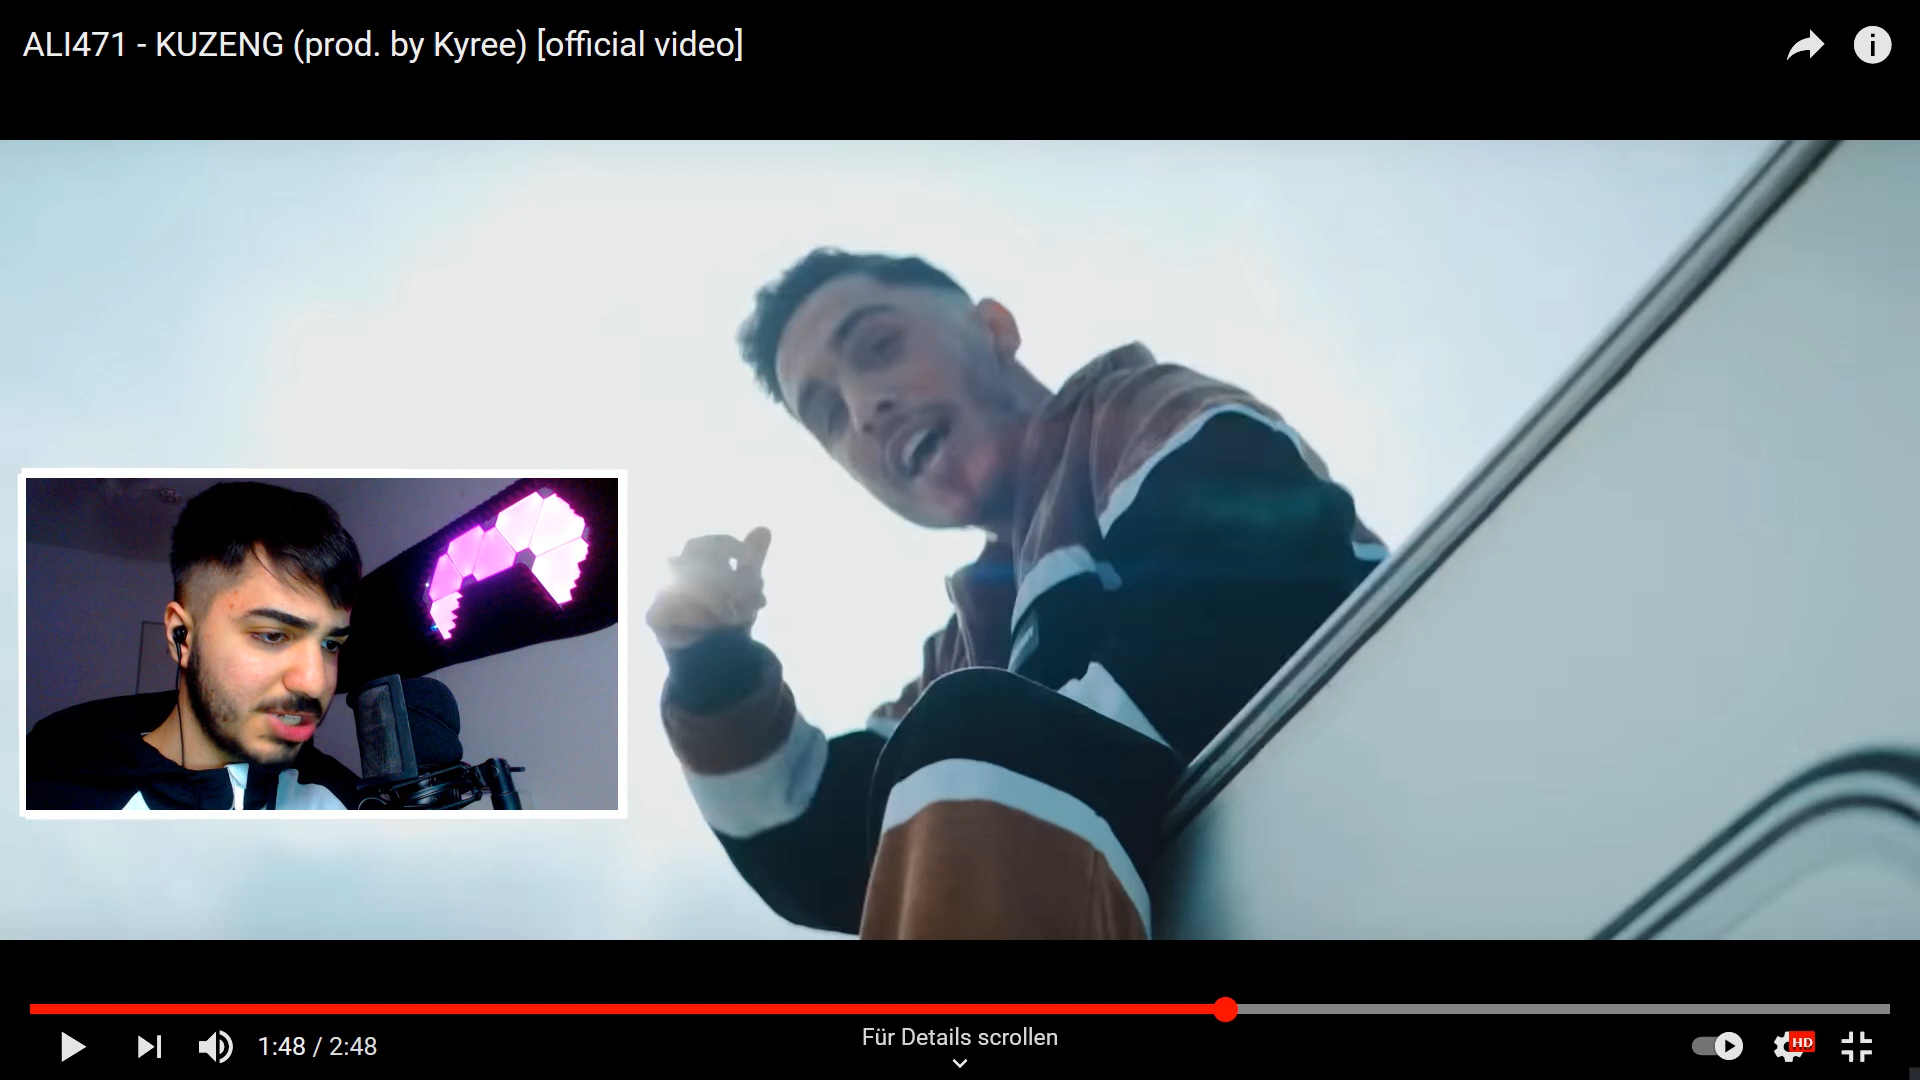 ALI471 - KUZENG (prod. by Kyree) [official video]
Für Details scrollen
1:48 / 2:48
HD